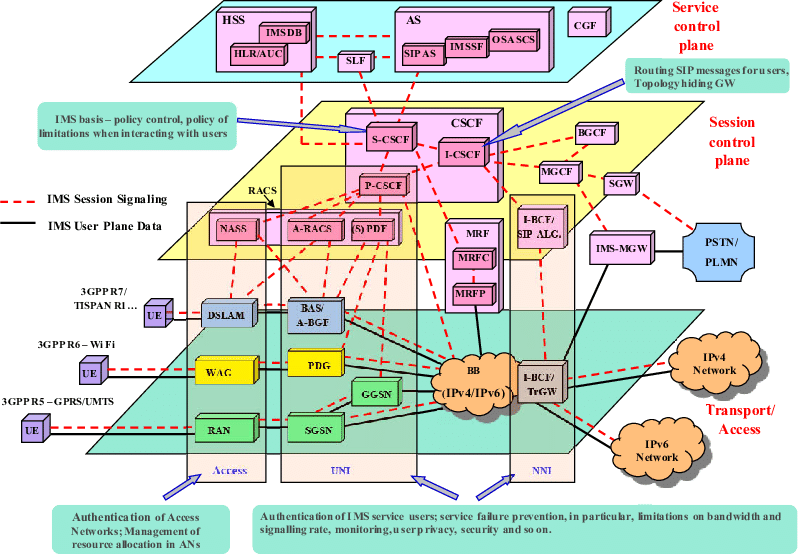 HSS
IMSDB
HLR/AUC
AS
SIP AS
IMSSF
OSA SCS
CGF
SLF
Service
control
plane
Routing SIP messages for users,
Topology hiding GW
IMS basis – policy control, policy of
limitations when interacting with users
CSCF
S-CSCF
I-CSCF
P-CSCF
BGCF
MGCF
SGW
Session
control
plane
IMS Session Signaling
IMS User Plane Data
RACS
NASS
A-RACS
(S) PDF
MRF
MRFC
MRFP
I-BCF/
SIP ALG.
IMS-MGW
PSTN/
PLMN
3GPP R7/
TISPAN R1...
UE
DSLAM
BAS/
A-BGF
3GPP R6 – WiFi
UE
WAG
PDG
GGSN
BB
(IPv4/IPv6)
I-BCF/
TrGW
IPv4
Network
3GPP R5 – GPRS/UMTS
UE
RAN
SGSN
IPv6
Network
Transport/
Access
Access
UNI
NNI
Authentication of Access
Networks; Management of
resource allocation in ANs
Authentication of IMS service users; service failure prevention, in particular, limitations on bandwidth and
signalling rate, monitoring, user privacy, security and so on.